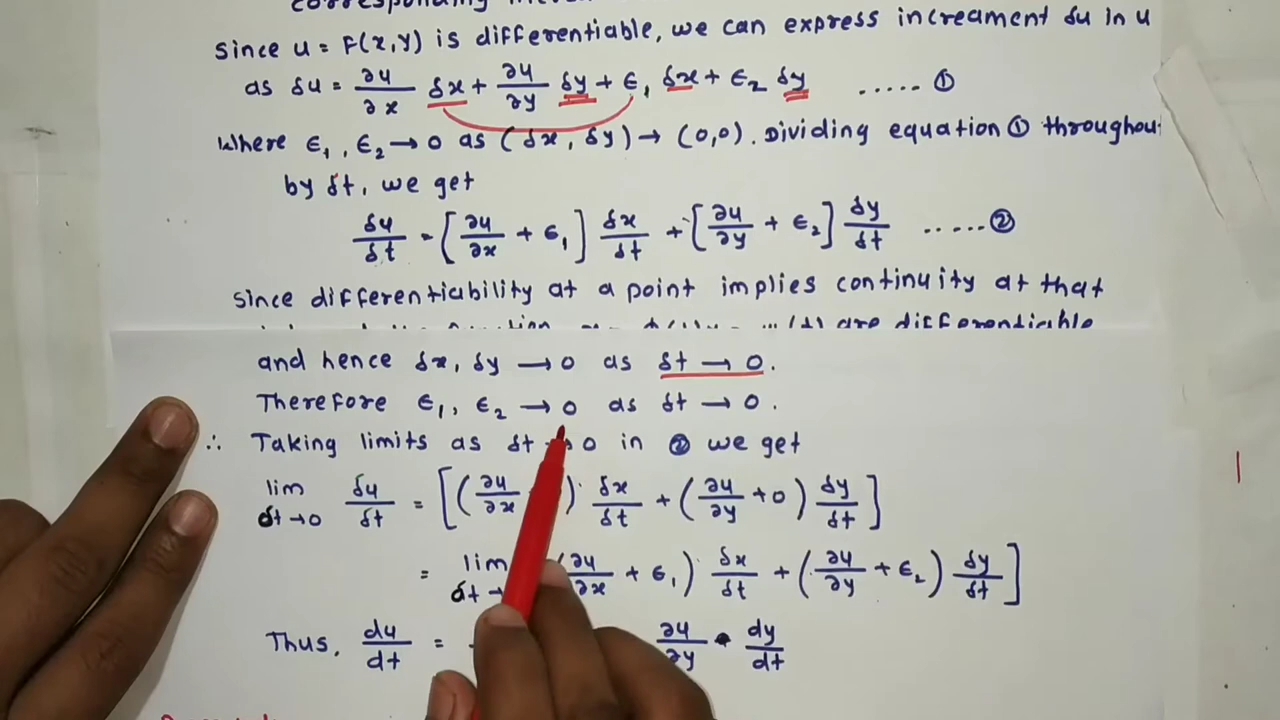 Since u = F(x,y) is differentiable, we can express increament δu in u
as δu = ∂u/∂x δx + ∂u/∂y δy + ϵ₁ δx + ϵ₂ δy ..... ①
Where ϵ₁, ϵ₂ → 0 as (δx, δy) → (0,0). Dividing equation ① throughout
by δt, we get
δu/δt = [∂u/∂x + ϵ₁] δx/δt + [∂u/∂y + ϵ₂] δy/δt ..... ②
Since differentiability at a point implies continuity at that
are differentiable
and hence δx, δy → 0 as δt → 0.
Therefore ϵ₁, ϵ₂ → 0 as δt → 0.
∴ Taking limits as δt → 0 in ② we get
lim δt→0 δu/δt = [(∂u/∂x ) . δx/δt + (∂u/∂y + 0) δy/δt]
= lim δt→ (∂u/∂x + ϵ₁) . δx/δt + (∂u/∂y + ϵ₂) δy/δt]
Thus, du/dt = ∂u/∂y • dy/dt